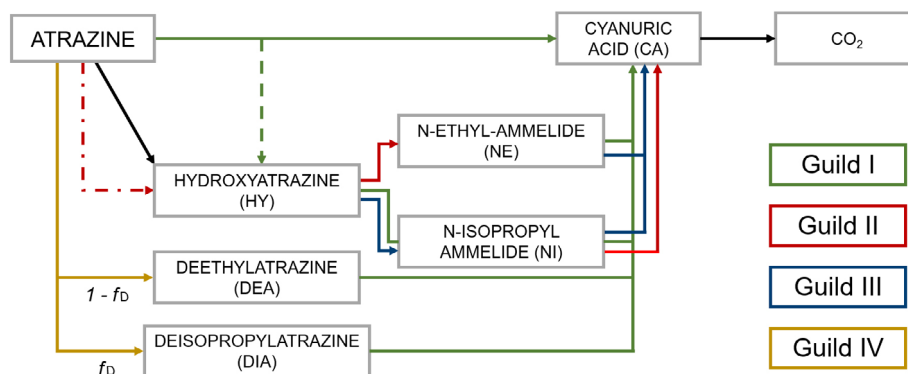 ATRAZINE
CYANURIC
ACID (CA)
CO₂
N-ETHYL-AMMELIDE
(NE)
HYDROXYATRAZINE
(HY)
N-ISOPROPYL
AMMELIDE (NI)
DEETHYLATRAZINE
(DEA)
1 - fD
DEISOPROPYLATRAZINE
(DIA)
fD
Guild I
Guild II
Guild III
Guild IV